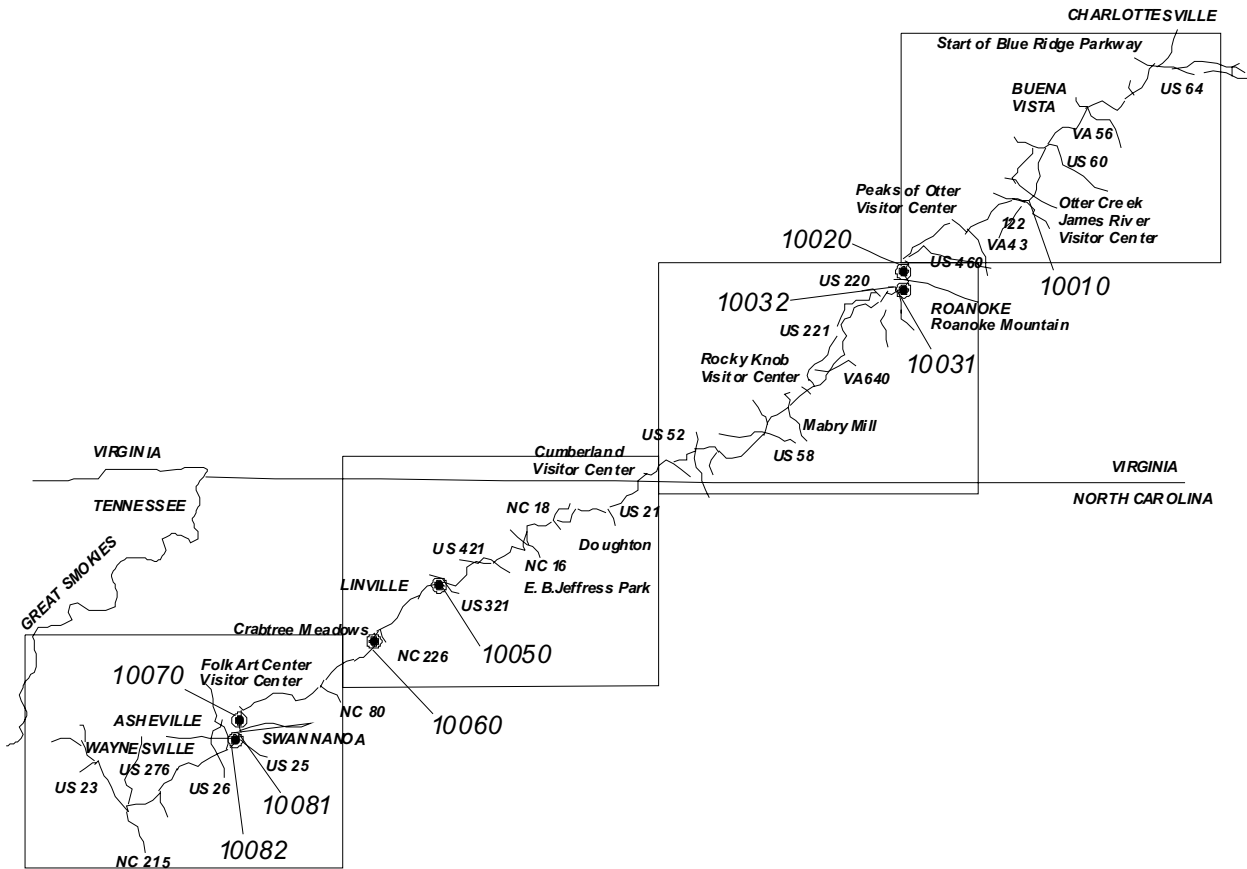 CHARLOTTESVILLE
Start of Blue Ridge Parkway
US 64
BUENA
VISTA
VA 56
US 60
Peaks of Otter
Visitor Center
Otter Creek
James River
Visitor Center
122
VA43
10020
US 460
10010
US 220
10032
ROANOKE
Roanoke Mountain
US 221
10031
Rocky Knob
Visitor Center
VA640
Mabry Mill
US 52
US 58
Cumberland
Visitor Center
VIRGINIA
VIRGINIA
TENNESSEE
NORTH CAROLINA
NC 18
US 21
Doughton
US 421
NC 16
GREAT SMOKIES
LINVILLE
E.B.Jeffress Park
US321
Crabtree Meadows
10050
NC 226
Folk Art Center
Visitor Center
10070
10060
NC 80
ASHEVILLE
SWANNANOA
WAYNESVILLE
US 276
US 25
US 23
US 26
10081
10082
NC 215